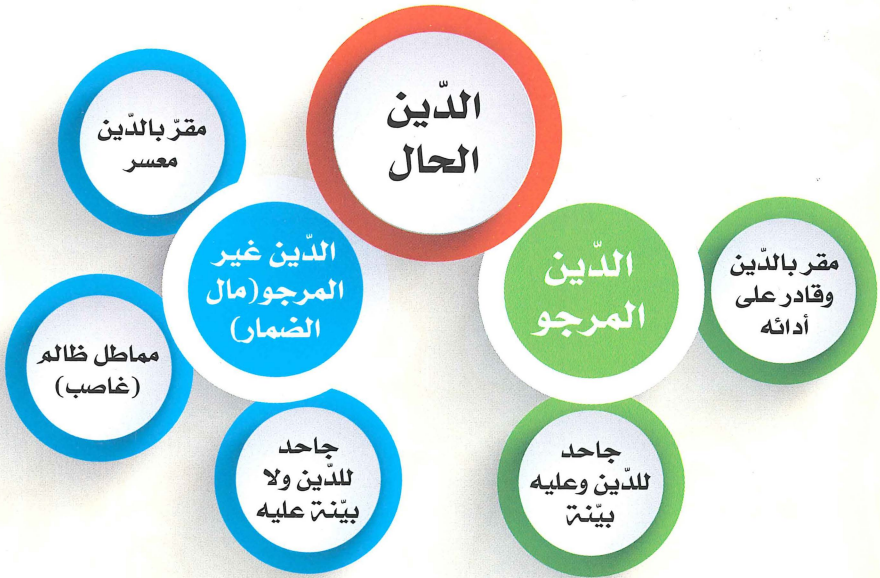 الدّين
الحال
الدّين
المرجو
مقر بالدّين
وقادر على
أدائه
جاحد
للدّين وعليه
بيّنة
الدّين غير
المرجو(مال
الضمار)
مقرّ بالدّين
معسر
مماطل ظالم
(غاصب)
جاحد
للدّين ولا
بيّنة عليه